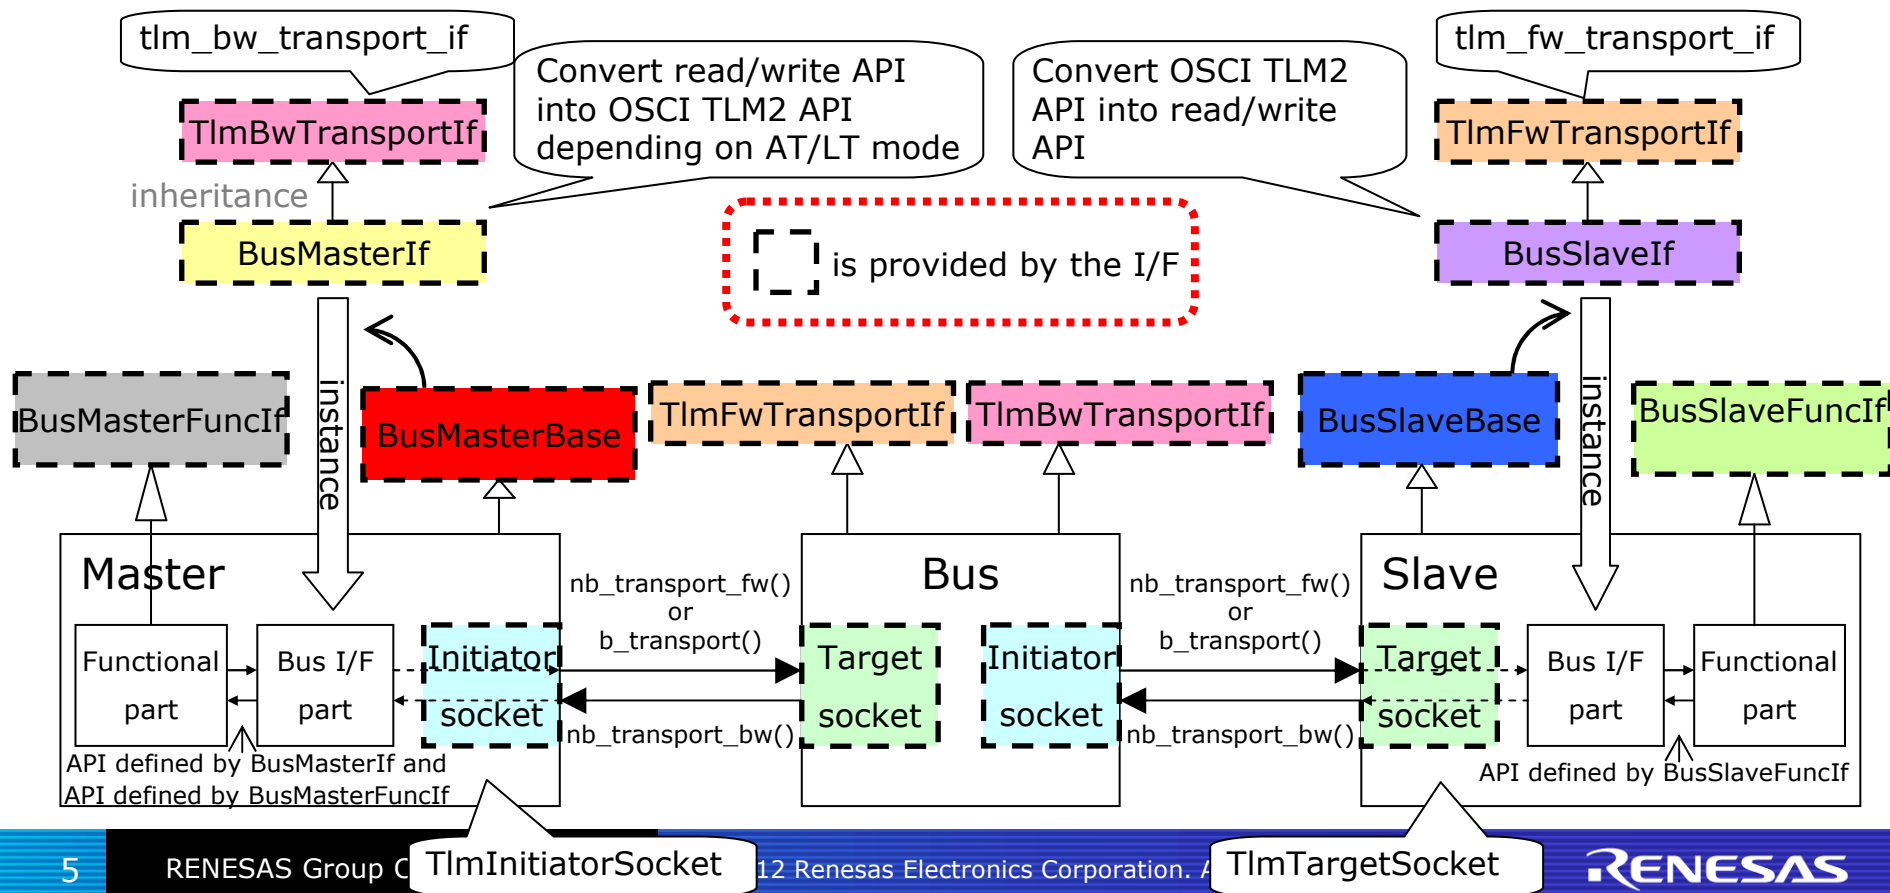 tlm_bw_transport_if
tlm_fw_transport_if
Convert read/write API
into OSCI TLM2 API
depending on AT/LT mode
Convert OSCI TLM2
API into read/write
API
TlmBwTransportIf
TlmFwTransportIf
inheritance
BusMasterIf
is provided by the I/F
BusSlaveIf
BusMasterFuncIf
instance
BusMasterBase
TlmFwTransportIf
TlmBwTransportIf
BusSlaveBase
instance
BusSlaveFuncIf
Master
Functional
part
Bus I/F
part
Initiator
socket
API defined by BusMasterIf and
API defined by BusMasterFuncIf
nb_transport_fw()
or
b_transport()
nb_transport_bw()
Bus
Target
socket
Initiator
socket
nb_transport_fw()
or
b_transport()
nb_transport_bw()
Slave
Target
socket
Bus I/F
part
Functional
part
API defined by BusSlaveFuncIf
TlmInitiatorSocket
TlmTargetSocket
5
RENESAS Group
12 Renesas Electronics Corporation.
RENESAS